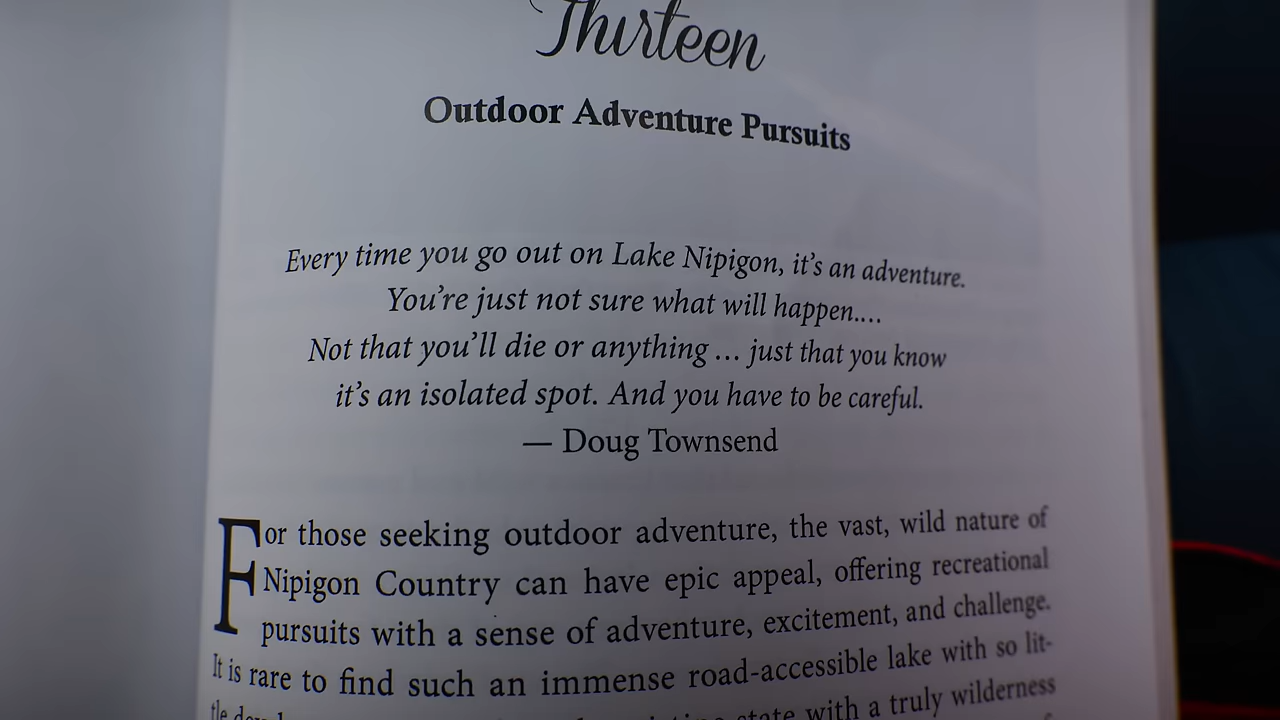 Thirteen
Outdoor Adventure Pursuits
Every time you go out on Lake Nipigon, it's an adventure.
You're just not sure what will happen....
Not that you'll die or anything ... just that you know
it's an isolated spot. And you have to be careful.
— Doug Townsend
For those seeking outdoor adventure, the vast, wild nature of
Nipigon Country can have epic appeal, offering recreational
pursuits with a sense of adventure, excitement, and challenge.
It is rare to find such an immense road-accessible lake with so lit-
state with a truly wilderness